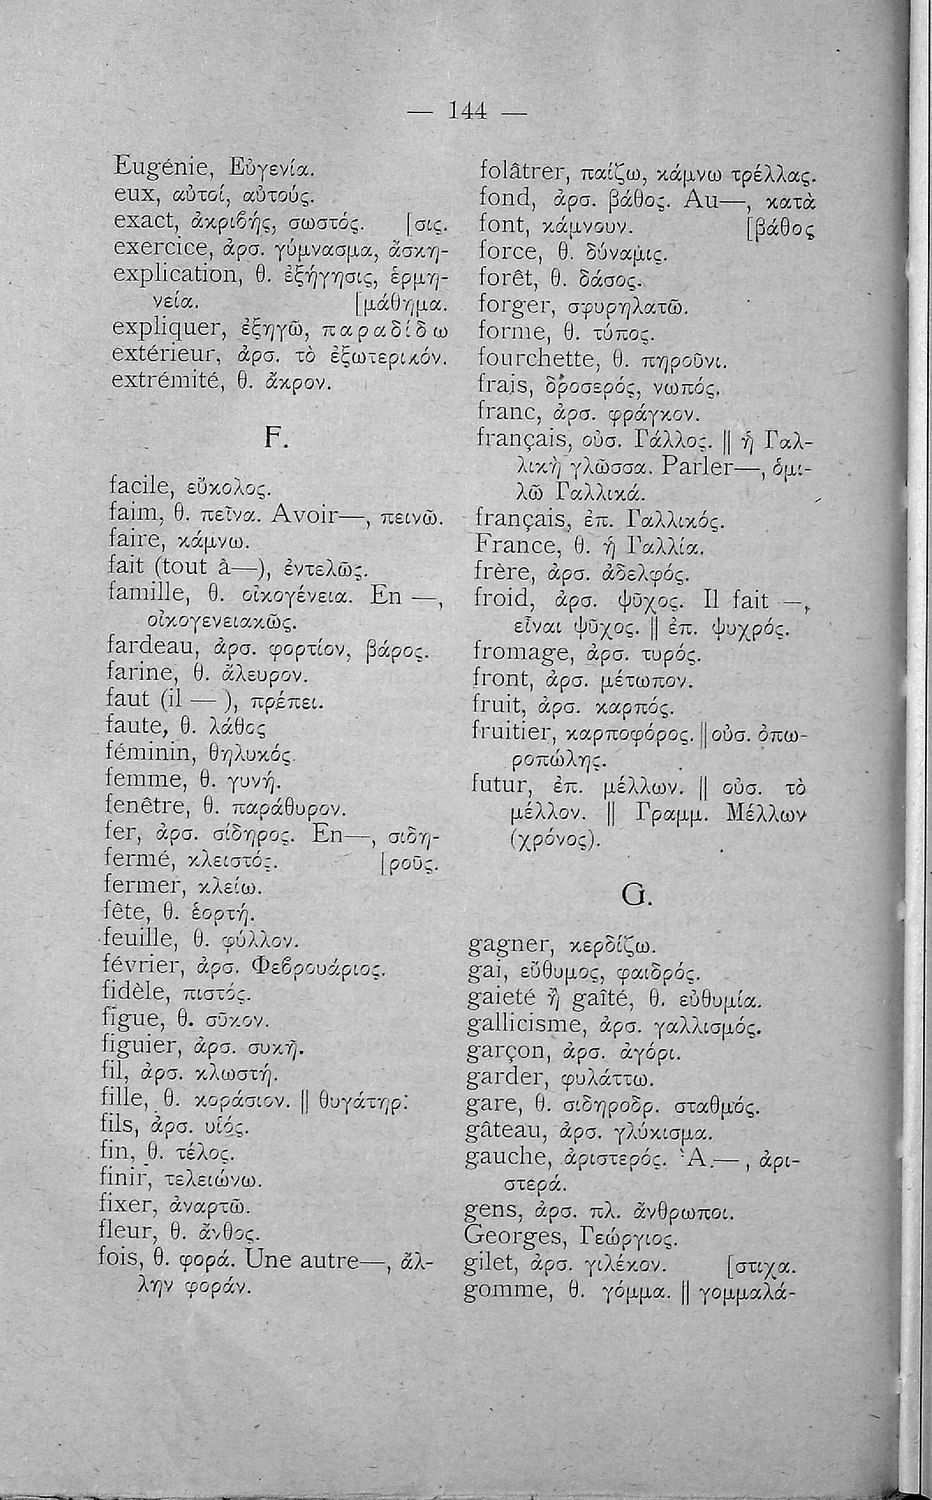 — 144 —
Eugénie, Εὐγενία.
eux, αὐτοί, αὐτούς.
exact, ἀκριβής, σωστός. [σις.
exercice, ἀρσ. γύμνασμα, ἄσκη-
explication, θ. ἐξήγησις, ἑρμη-
νεία. [μάθημα.
expliquer, ἐξηγῶ, παραδίδω
extérieur, ἀρσ. τὸ ἐξωτερικόν.
extrémité, θ. ἄκρον.
F.
facile, εὔκολος.
faim, θ. πεῖνα. Avoir—, πεινῶ.
faire, κάμνω.
fait (tout à—), ἐντελῶς.
famille, θ. οἰκογένεια. En —,
οἰκογενειακῶς.
fardeau, ἀρσ. φορτίον, βάρος.
farine, θ. ἄλευρον.
faut (il — ), πρέπει.
faute, θ. λάθος
féminin, θηλυκός
femme, θ. γυνή.
fenêtre, θ. παράθυρον.
fer, ἀρσ. σίδηρος. En—, σιδη-
fermé, κλειστός. [ροῦς.
fermer, κλείω.
fête, θ. ἑορτή.
feuille, θ. φύλλον.
février, ἀρσ. Φεβρουάριος.
fidèle, πιστός.
figue, θ. σῦκον.
figuier, ἀρσ. συκῆ.
fil, ἀρσ. κλωστή.
fille, θ. κοράσιον. || θυγάτηρ.
fils, ἀρσ. υἱός.
fin, θ. τέλος.
finir, τελειώνω.
fixer, ἀναρτῶ.
fleur, θ. ἄνθος.
fois, θ. φορά. Une autre—, ἄλ-
λην φοράν.
folâtrer, παίζω, κάμνω τρέλλας.
fond, ἀρσ. βάθος. Au—, κατὰ
font, κάμνουν. [βάθος
force, θ. δύναμις.
forêt, θ. δάσος.
forger, σφυρηλατῶ.
forme, θ. τύπος.
fourchette, θ. πηροῦνι.
frais, δροσερός, νωπός.
franc, ἀρσ. φράγκον.
français, οὐσ. Γάλλος. || ἡ Γαλ-
λικὴ γλῶσσα. Parler—, ὁμι-
λῶ Γαλλικά.
français, ἐπ. Γαλλικός.
France, θ. ἡ Γαλλία.
frère, ἀρσ. ἀδελφός.
froid, ἀρσ. ψῦχος. Il fait —,
εἶναι ψῦχος. || ἐπ. ψυχρός.
fromage, ἀρσ. τυρός.
front, ἀρσ. μέτωπον.
fruit, ἀρσ. καρπός.
fruitier, καρποφόρος. || οὐσ. ὀπω-
ροπώλης.
futur, ἐπ. μέλλων. || οὐσ. τὸ
μέλλον. || Γραμμ. Μέλλων
(χρόνος).
G.
gagner, κερδίζω.
gai, εὔθυμος, φαιδρός.
gaieté ἢ gaîté, θ. εὐθυμία.
gallicisme, ἀρσ. γαλλισμός.
garçon, ἀρσ. ἀγόρι.
garder, φυλάττω.
gare, θ. σιδηροδρ. σταθμός.
gâteau, ἀρσ. γλύκισμα.
gauche, ἀριστερός. Ἀ.—, ἀρι-
στερά.
gens, ἀρσ. πλ. ἄνθρωποι.
Georges, Γεώργιος.
gilet, ἀρσ. γιλέκον. [στιχα.
gomme, θ. γόμμα. || γομμαλά-